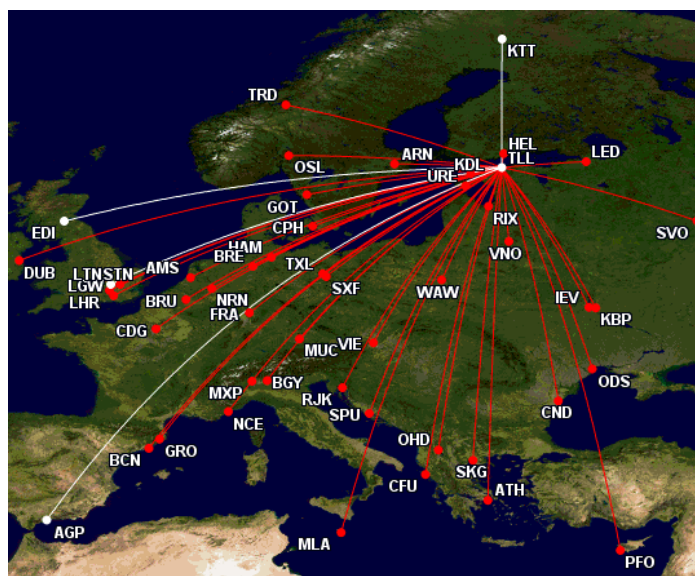 KTT
TRD
HEL
TLL
OSL
ARN
KDL
LED
URE
GOT
RIX
EDI
CPH
SVO
HAM
VNO
DUB
LTN
STN
AMS
BRE
TXL
LGW
SXF
WAW
LHR
BRU
NRN
IEV
KBP
FRA
CDG
MUC
VIE
ODS
MXP
BGY
RJK
CND
NCE
SPU
OHD
BCN
GRO
SKG
CFU
ATH
AGP
MLA
PFO